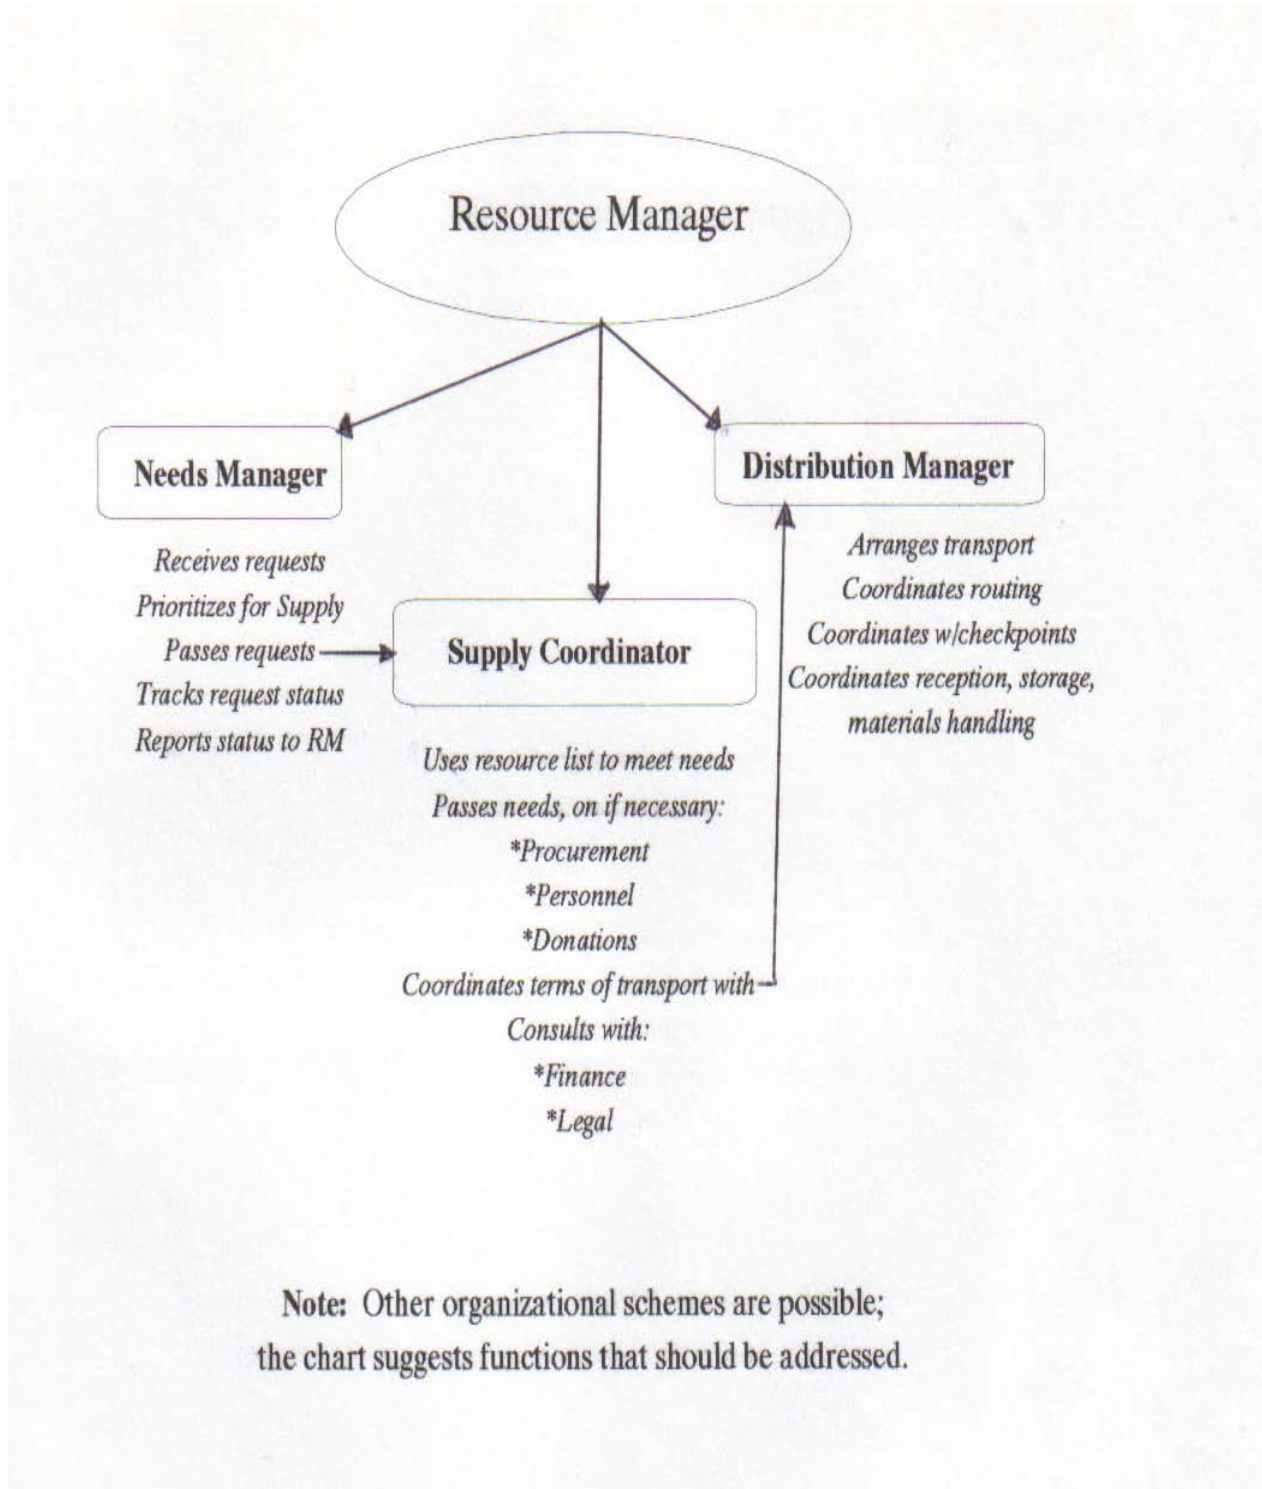 Resource Manager
Needs Manager
Receives requests
Prioritizes for Supply
Passes requests
Tracks request status
Reports status to RM
Supply Coordinator
Uses resource list to meet needs
Passes needs, on if necessary:
*Procurement
*Personnel
*Donations
Coordinates terms of transport with
Consults with:
*Finance
*Legal
Distribution Manager
Arranges transport
Coordinates routing
Coordinates w/checkpoints
Coordinates reception, storage,
materials handling
Note: Other organizational schemes are possible;
the chart suggests functions that should be addressed.